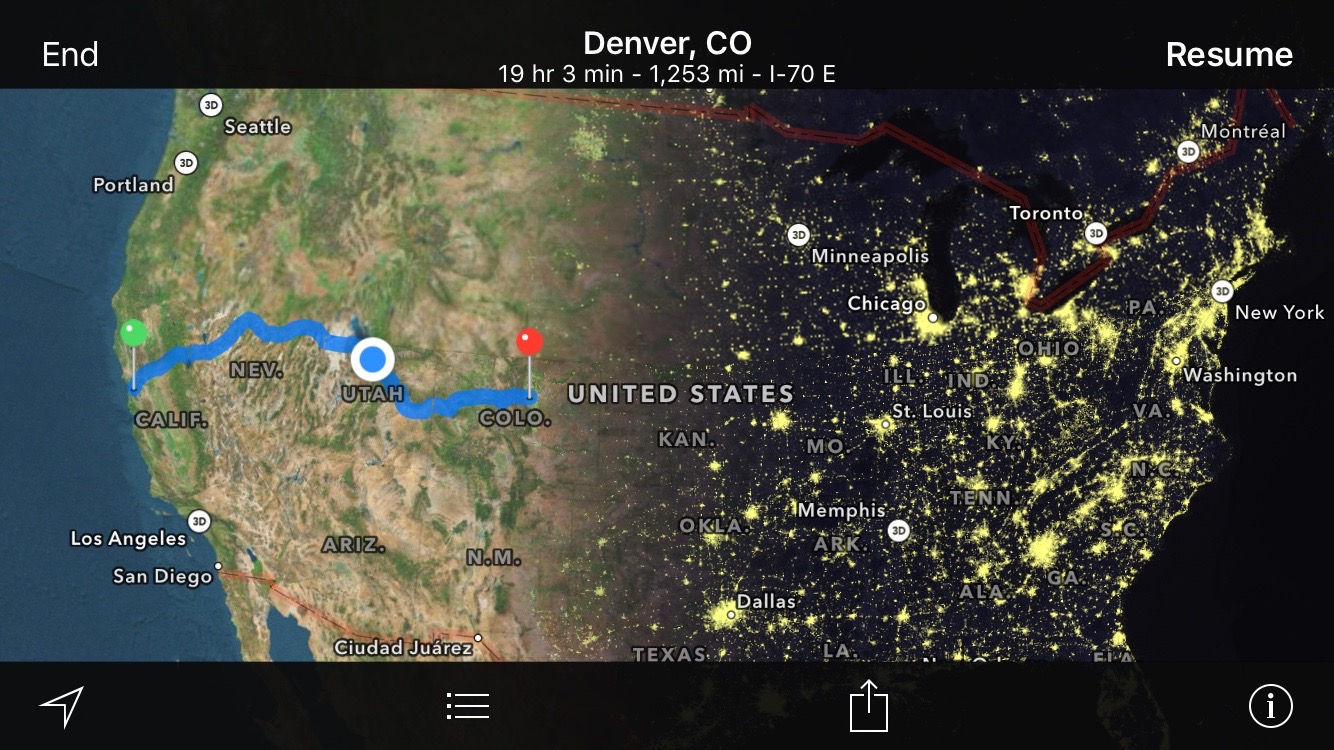 End
Denver, CO
19 hr 3 min - 1,253 mi - I-70 E
Resume
3D
Seattle
3D
Portland
Montréal
3D
Toronto
3D
3D
Minneapolis
Chicago
PA.
3D
New York
OHIO
NEV.
UTAH
UNITED STATES
ILL.
IND.
Washington
CALIF.
COLO.
St. Louis
VA.
KAN.
MO.
KY.
N.C.
TENN.
3D
Los Angeles
OKLA.
Memphis
3D
ARK.
S.C.
ARIZ.
N.M.
San Diego
GA.
ALA.
Dallas
Ciudad Juárez
TEXAS
LA.
FLA.